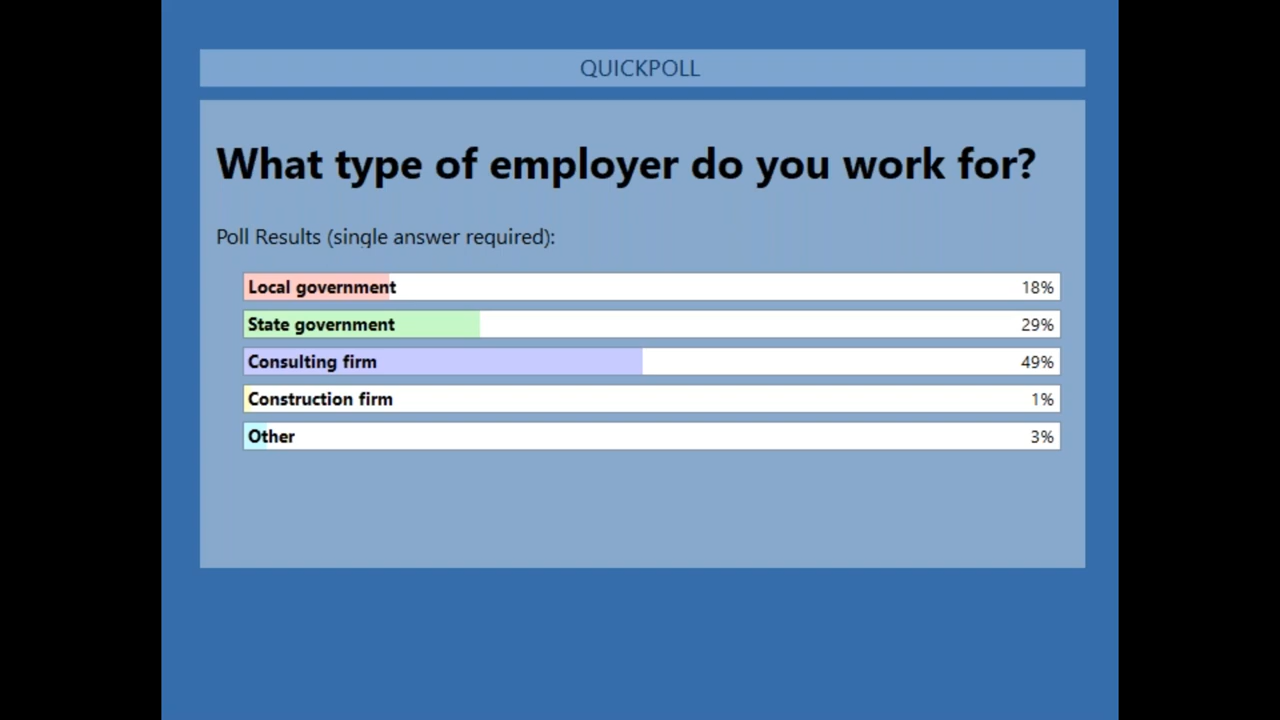 QUICKPOLL
What type of employer do you work for?
Poll Results (single answer required):
Local government 18%
State government 29%
Consulting firm 49%
Construction firm 1%
Other 3%